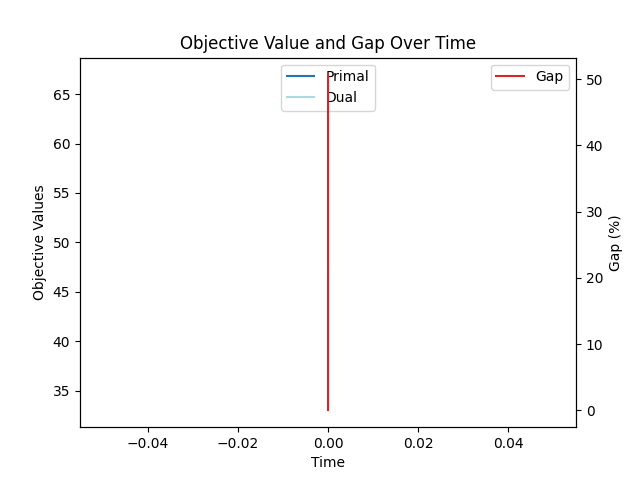 Objective Value and Gap Over Time
Primal
Dual
Gap
Objective Values
65
60
55
50
45
40
35
Gap (%)
50
40
30
20
10
0
−0.04
−0.02
0.00
0.02
0.04
Time